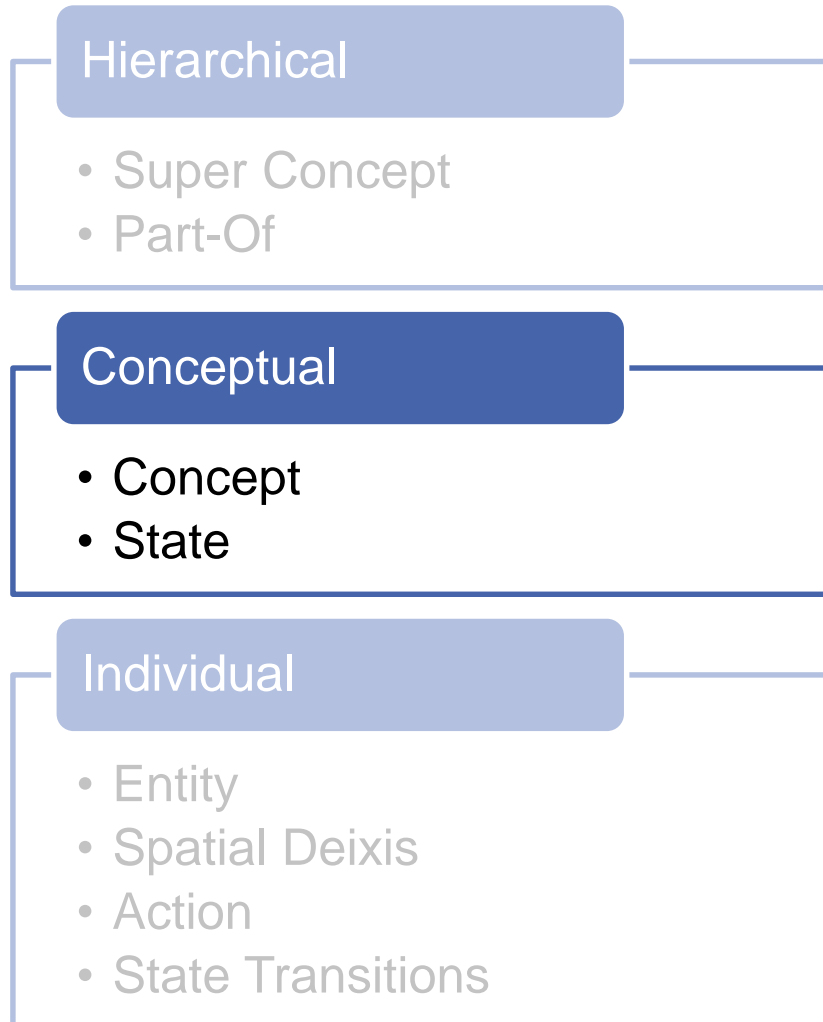 Hierarchical
• Super Concept
• Part-Of
Conceptual
• Concept
• State
Individual
• Entity
• Spatial Deixis
• Action
• State Transitions